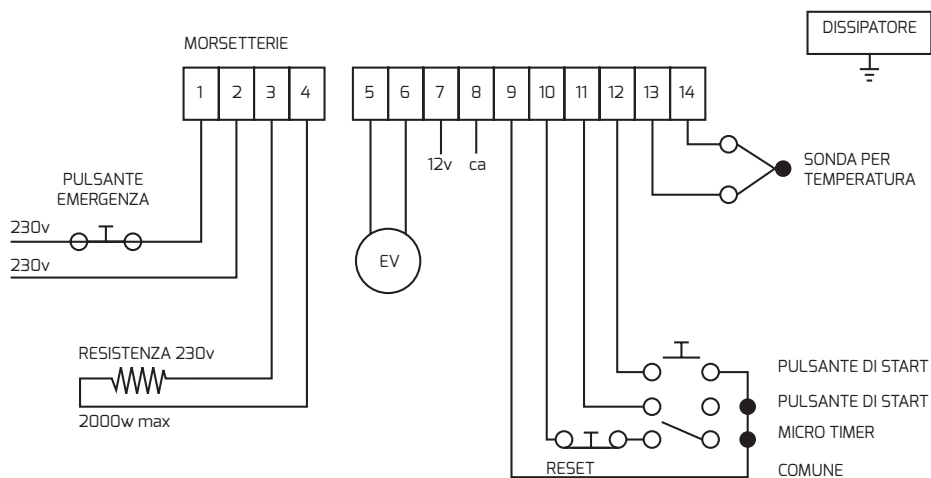 DISSIPATORE
MORSETTERIE
1 2 3 4 5 6 7 8 9 10 11 12 13 14
12v ca
PULSANTE
EMERGENZA
SONDA PER
TEMPERATURA
230v
230v
EV
RESISTENZA 230v
2000w max
PULSANTE DI START
PULSANTE DI START
MICRO TIMER
RESET
COMUNE